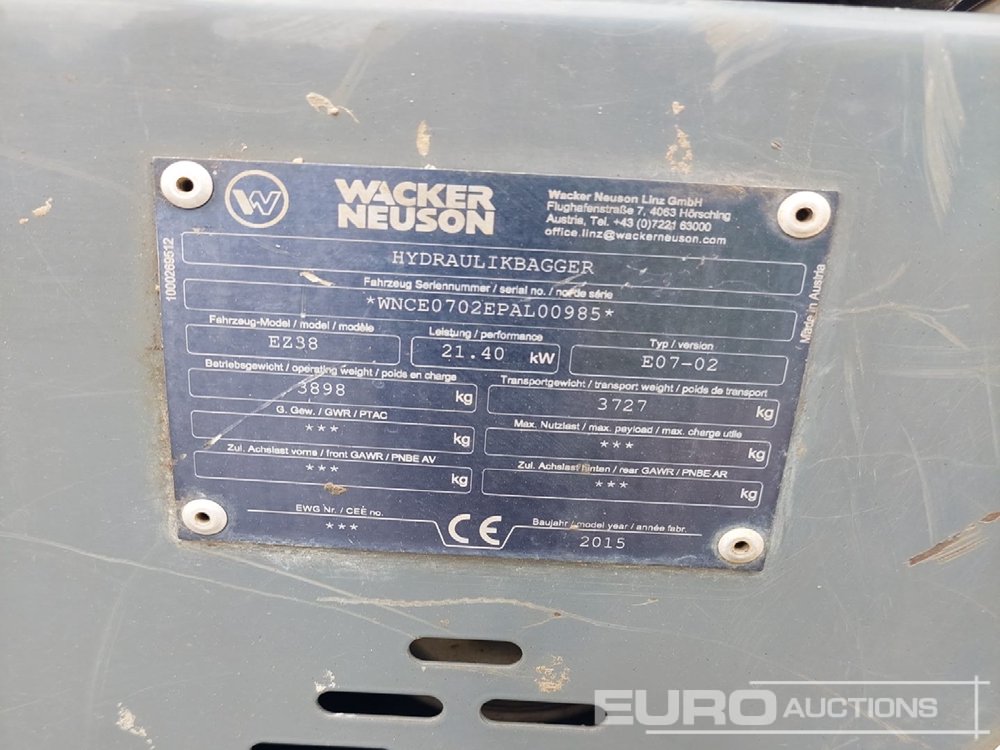 WACKER
NEUSON
Wacker Neuson Linz GmbH
Flughafenstraße 7, 4063 Hörsching
Austria, Tel. +43 (0)7221 63000
office.linz@wackerneuson.com
1000269512
HYDRAULIKBAGGER
Fahrzeug Seriennummer / serial no. / no de série
*WNCE0702EPAL00985*
Made in Austria
Fahrzeug-Model / model / modèle
EZ38
Leistung / performance
21.40 kW
Typ / version
E07-02
Betriebsgewicht / operating weight / poids en charge
3898 kg
Transportgewicht / transport weight / poids de transport
3727 kg
G. Gew. / GWR / PTAC
*** kg
Max. Nutzlast / max. payload / max. charge utile
*** kg
Zul. Achslast vorne / front GAWR / PNBE AV
*** kg
Zul. Achslast hinten / rear GAWR / PNBE AR
*** kg
EWG Nr. / CEE no.
***
CE
Baujahr / model year / année fabr.
2015
EURO AUCTIONS